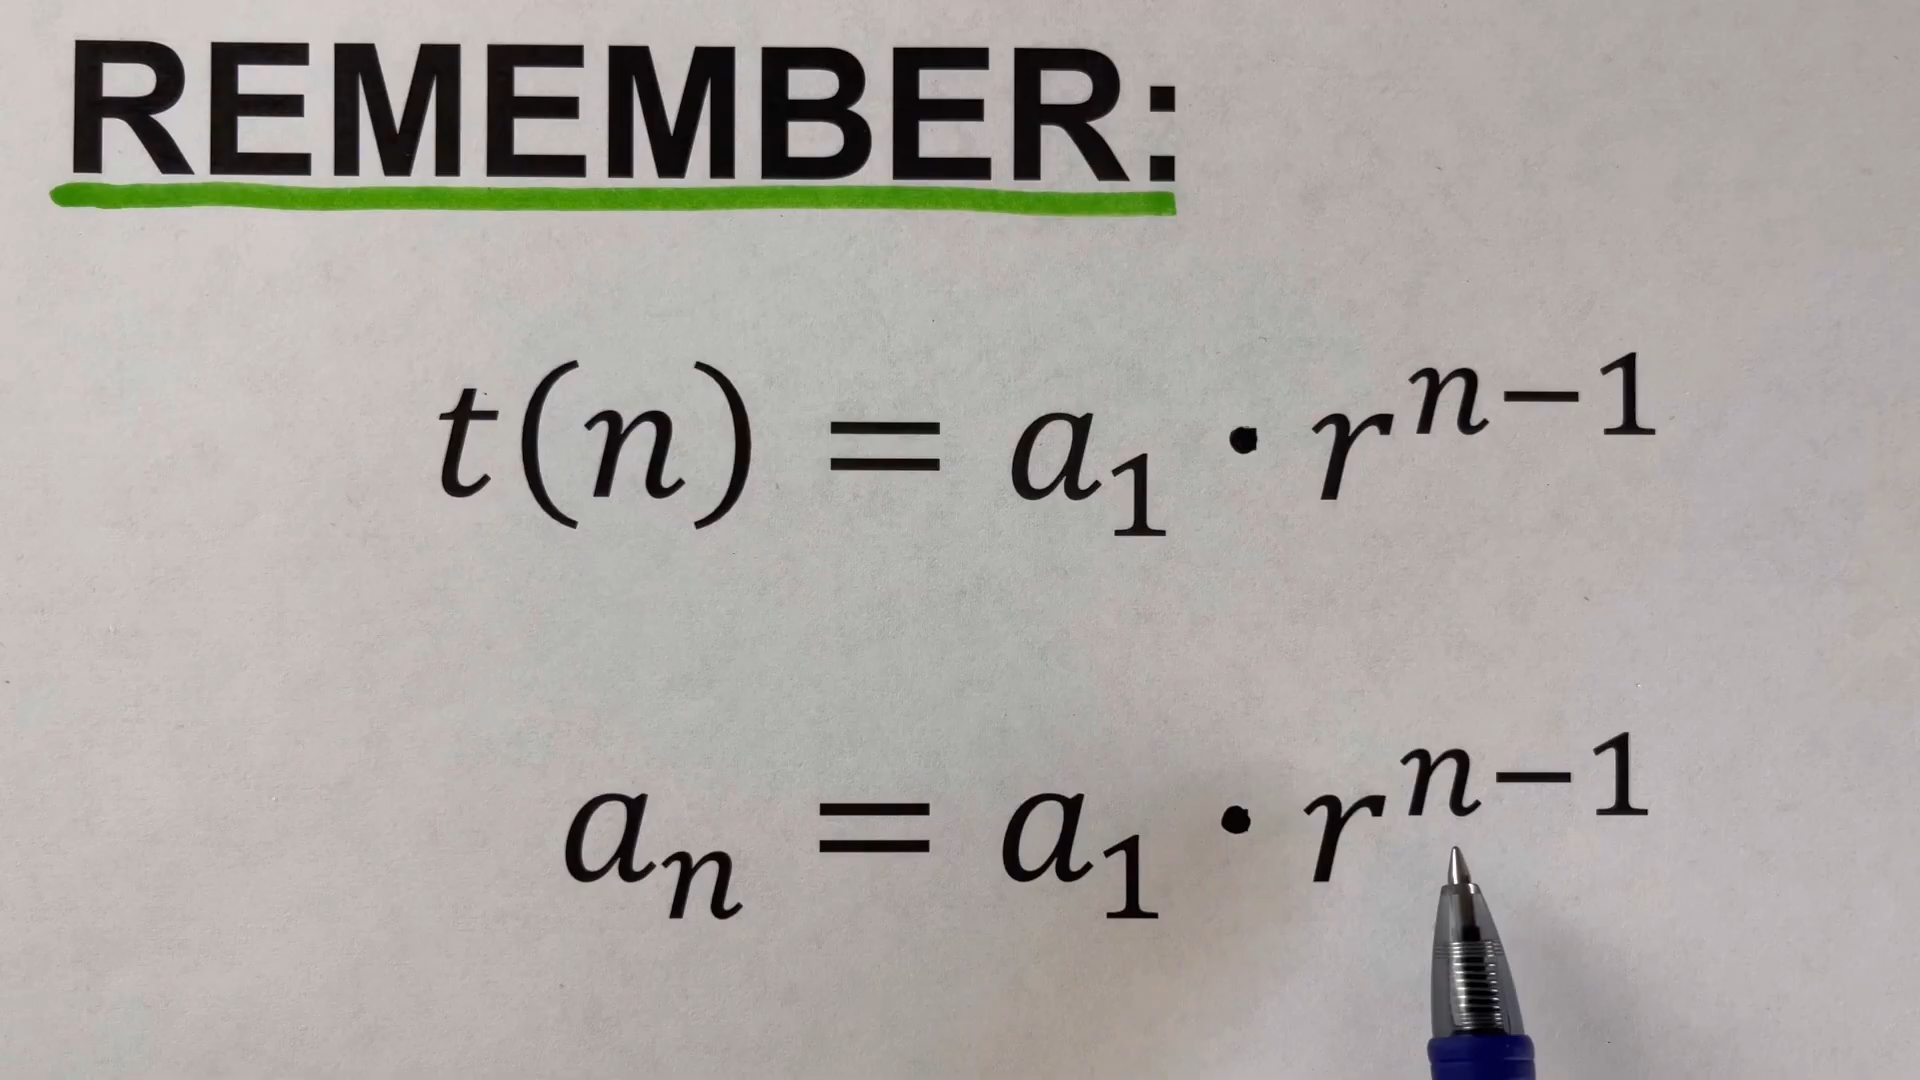 REMEMBER:
t(n) = a₁ · rⁿ⁻¹
aₙ = a₁ · rⁿ⁻¹